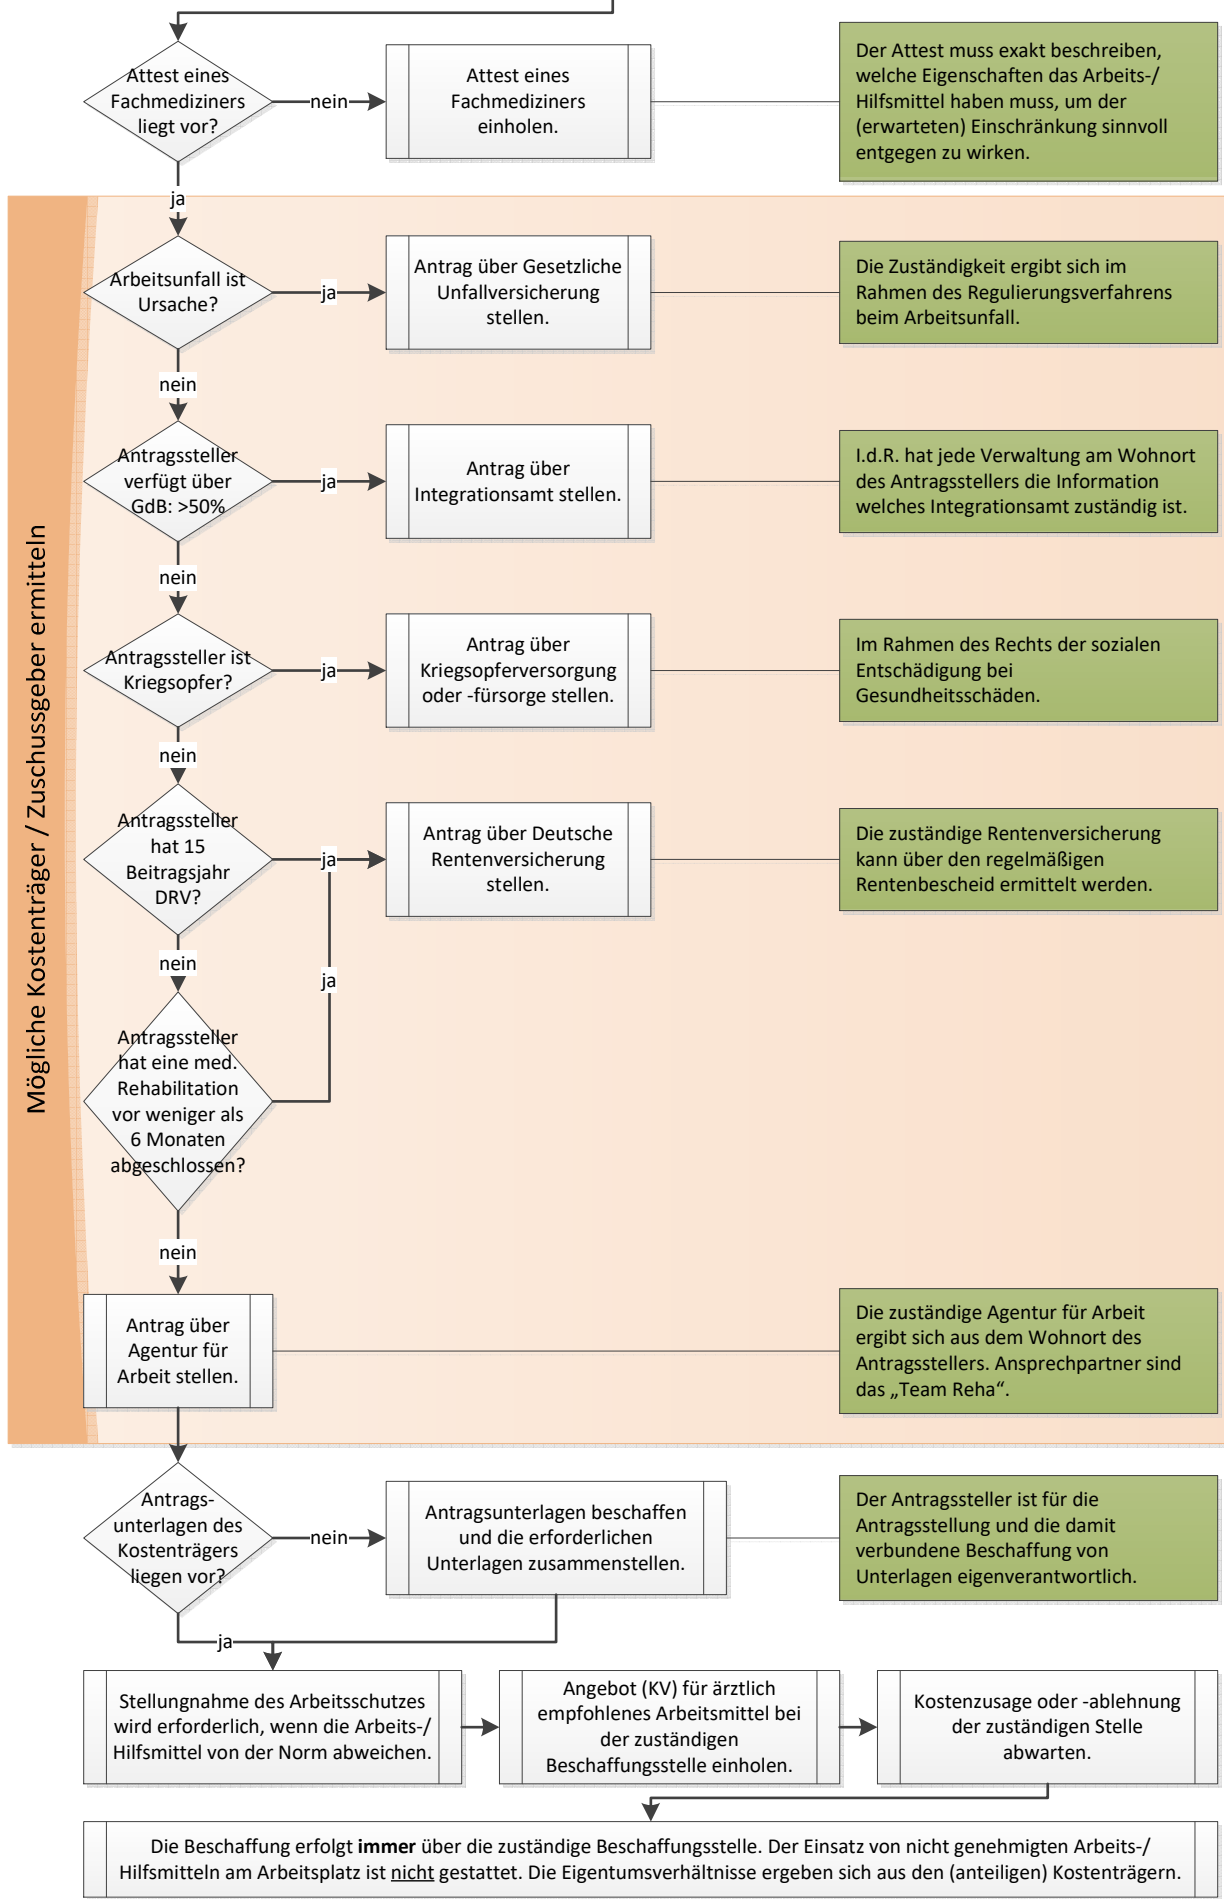 Attest eines
Fachmediziners
liegt vor?
nein
Attest eines
Fachmediziners
einholen.
Der Attest muss exakt beschreiben,
welche Eigenschaften das Arbeits-/
Hilfsmittel haben muss, um der
(erwarteten) Einschränkung sinnvoll
entgegen zu wirken.
ja
Mögliche Kostenträger / Zuschussgeber ermitteln
Arbeitsunfall ist
Ursache?
ja
Antrag über Gesetzliche
Unfallversicherung
stellen.
Die Zuständigkeit ergibt sich im
Rahmen des Regulierungsverfahrens
beim Arbeitsunfall.
nein
Antragssteller
verfügt über
GdB: >50%
ja
Antrag über
Integrationsamt stellen.
I.d.R. hat jede Verwaltung am Wohnort
des Antragsstellers die Information
welches Integrationsamt zuständig ist.
nein
Antragssteller ist
Kriegsopfer?
ja
Antrag über
Kriegsopferversorgung
oder -fürsorge stellen.
Im Rahmen des Rechts der sozialen
Entschädigung bei
Gesundheitsschäden.
nein
Antragssteller
hat 15
Beitragsjahr
DRV?
ja
Antrag über Deutsche
Rentenversicherung
stellen.
Die zuständige Rentenversicherung
kann über den regelmäßigen
Rentenbescheid ermittelt werden.
nein
ja
Antragssteller
hat eine med.
Rehabilitation
vor weniger als
6 Monaten
abgeschlossen?
nein
Antrag über
Agentur für
Arbeit stellen.
Die zuständige Agentur für Arbeit
ergibt sich aus dem Wohnort des
Antragsstellers. Ansprechpartner sind
das „Team Reha“.
Antrags-
unterlagen des
Kostenträgers
liegen vor?
nein
Antragsunterlagen beschaffen
und die erforderlichen
Unterlagen zusammenstellen.
Der Antragssteller ist für die
Antragsstellung und die damit
verbundene Beschaffung von
Unterlagen eigenverantwortlich.
ja
Stellungnahme des Arbeitsschutzes
wird erforderlich, wenn die Arbeits-/
Hilfsmittel von der Norm abweichen.
Angebot (KV) für ärztlich
empfohlenes Arbeitsmittel bei
der zuständigen
Beschaffungsstelle einholen.
Kostenzusage oder -ablehnung
der zuständigen Stelle
abwarten.
Die Beschaffung erfolgt immer über die zuständige Beschaffungsstelle. Der Einsatz von nicht genehmigten Arbeits-/
Hilfsmitteln am Arbeitsplatz ist nicht gestattet. Die Eigentumsverhältnisse ergeben sich aus den (anteiligen) Kostenträgern.